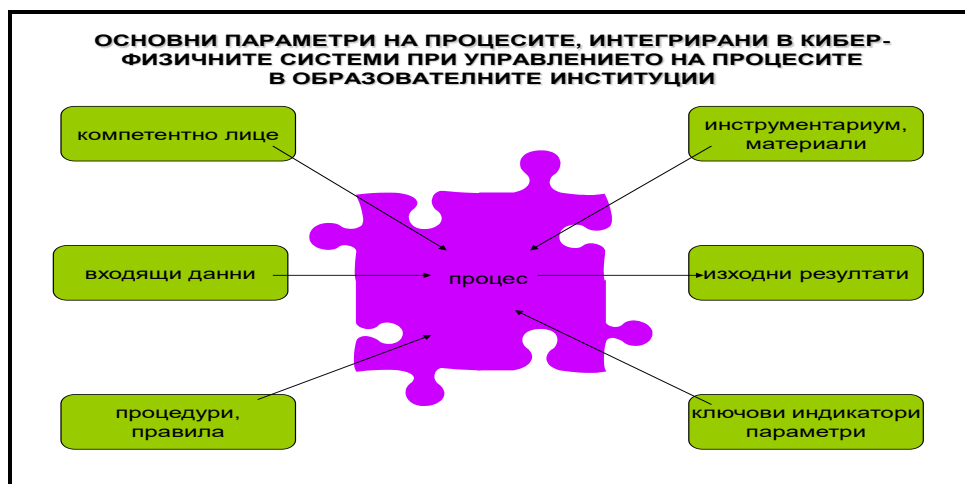 ОСНОВНИ ПАРАМЕТРИ НА ПРОЦЕСИТЕ, ИНТЕГРИРАНИ В КИБЕР-
ФИЗИЧНИТЕ СИСТЕМИ ПРИ УПРАВЛЕНИЕТО НА ПРОЦЕСИТЕ
В ОБРАЗОВАТЕЛНИТЕ ИНСТИТУЦИИ
компетентно лице
инструментариум,
материали
входящи данни
процес
изходни резултати
процедури,
правила
ключови индикатори
параметри